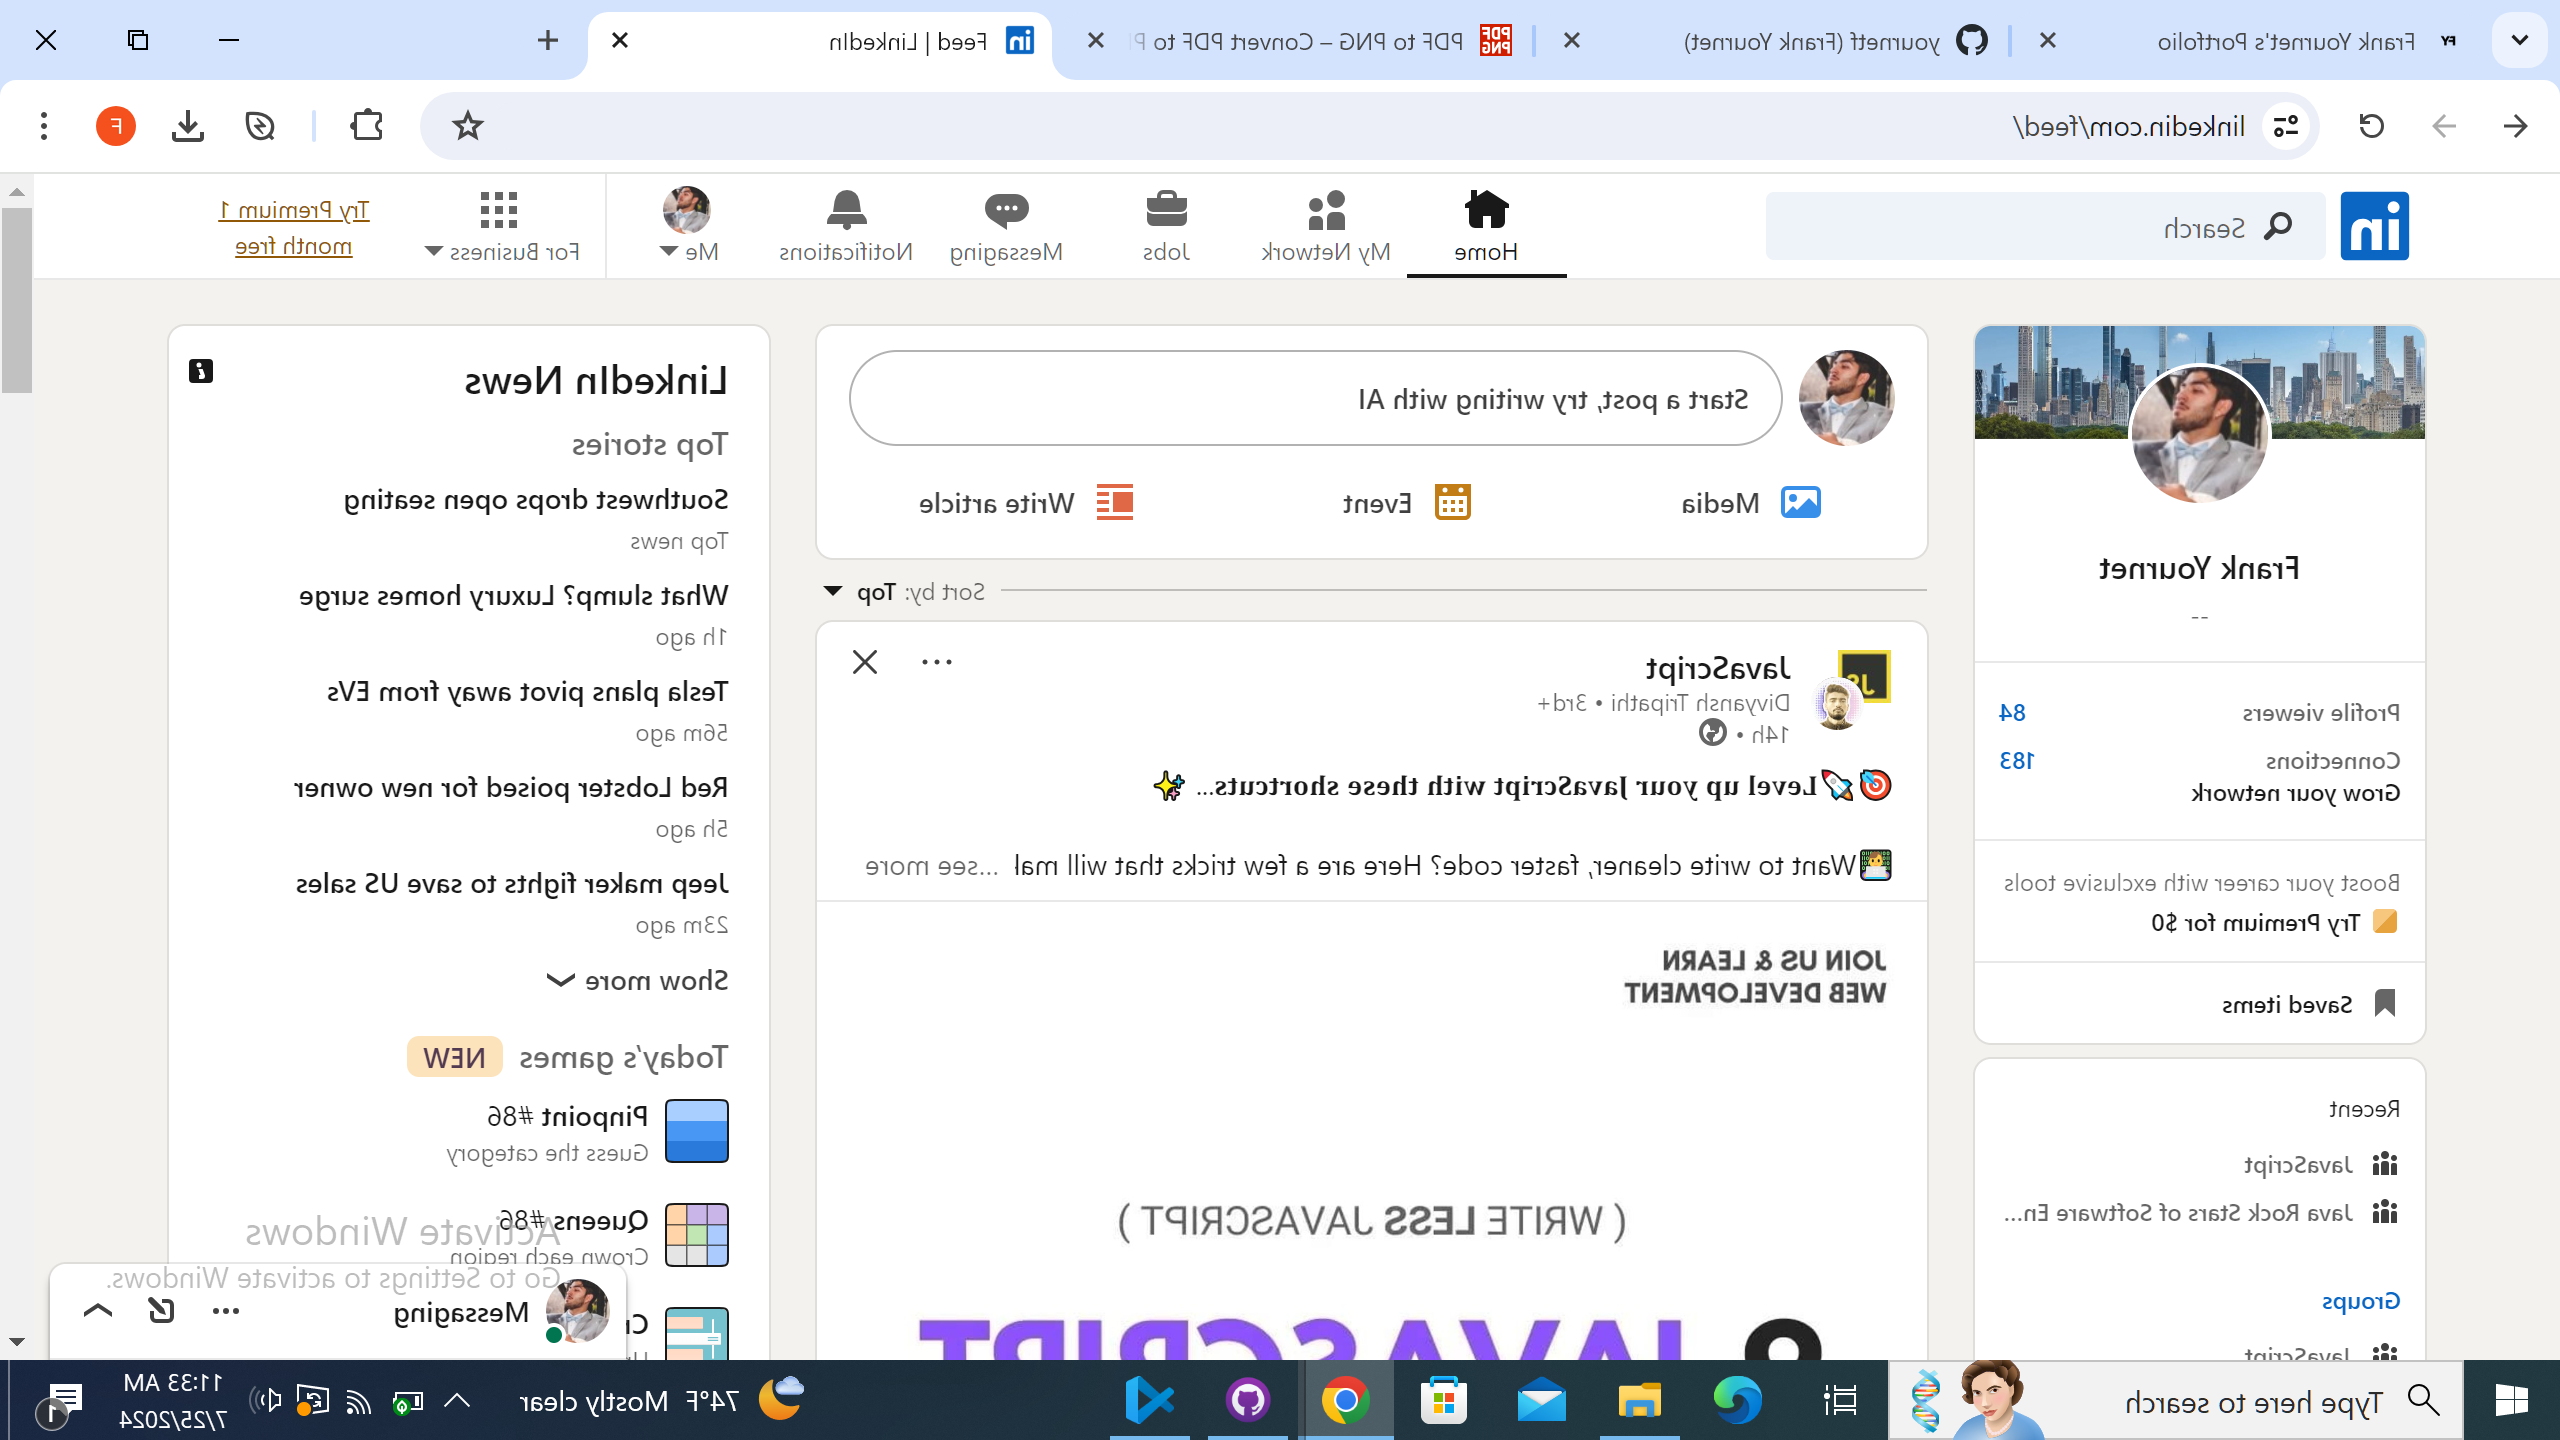 Frank Yournet's Portfolio
yournetf (Frank Yournet)
PDF to PNG – Convert PDF to
Feed | LinkedIn
linkedin.com/feed/
F
in
Search
Home
My Network
Jobs
Messaging
Notifications
Me
For Business
Try Premium 1
month free
Frank Yournet
--
Profile viewers 84
Connections 183
Grow your network
Boost your career with exclusive tools
Try Premium for $0
Saved items
Recent
JavaScript
Java Rock Stars of Software En...
Groups
JavaScript
Start a post, try writing with AI
Media
Event
Write article
Sort by: Top
JS
JavaScript
Divyansh Tripathi • 3rd+
14h •
🎯🚀Level up your JavaScript with these shortcuts... ✨
👨‍💻Want to write cleaner, faster code? Here are a few tricks that will mal ...see more
JOIN US & LEARN
WEB DEVELOPMENT
( WRITE LESS JAVASCRIPT )
JAVASCRIPT
LinkedIn News
Top stories
Southwest drops open seating
Top news
What slump? Luxury homes surge
1h ago
Tesla plans pivot away from EVs
56m ago
Red Lobster poised for new owner
5h ago
Jeep maker fights to save US sales
23m ago
Show more
Today's games NEW
Pinpoint #86
Guess the category
Queens #86
Crown each region
Activate Windows
Go to Settings to activate Windows.
Messaging
Type here to search
74°F Mostly clear
11:33 AM
7/25/2024
1